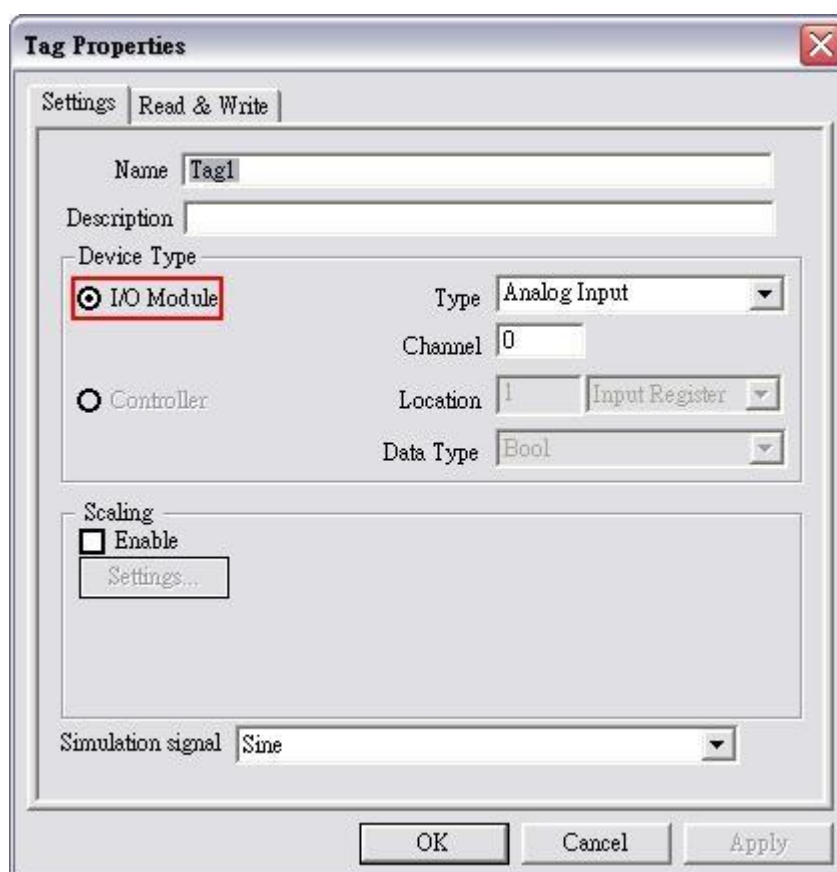 Tag Properties
Settings Read & Write
Name Tag1
Description
Device Type
I/O Module Type Analog Input
Channel 0
Controller Location 1 Input Register
Data Type Bool
Scaling
Enable
Settings...
Simulation signal Sine
OK Cancel Apply